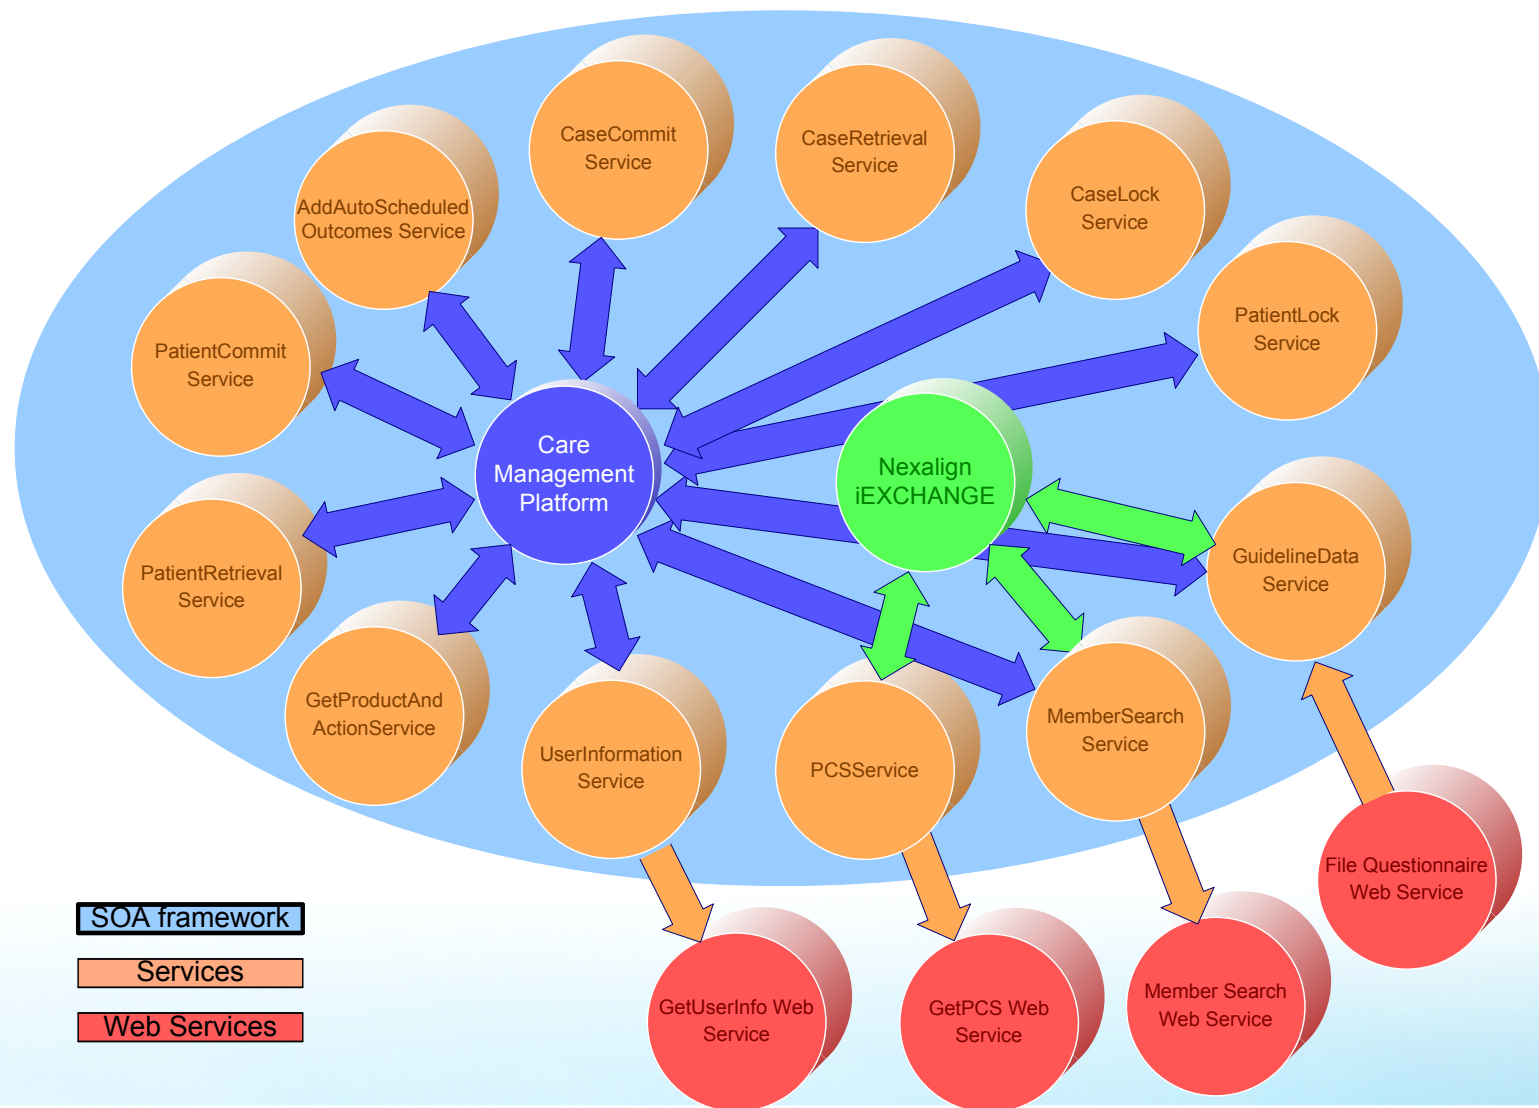 CaseCommit
Service
CaseRetrieval
Service
CaseLock
Service
AddAutoScheduled
Outcomes Service
PatientLock
Service
PatientCommit
Service
Care
Management
Platform
Nexalign
iEXCHANGE
GuidelineData
Service
PatientRetrieval
Service
GetProductAnd
ActionService
UserInformation
Service
PCSService
MemberSearch
Service
File Questionnaire
Web Service
SOA framework
Services
Web Services
GetUserInfo Web
Service
GetPCS Web
Service
Member Search
Web Service